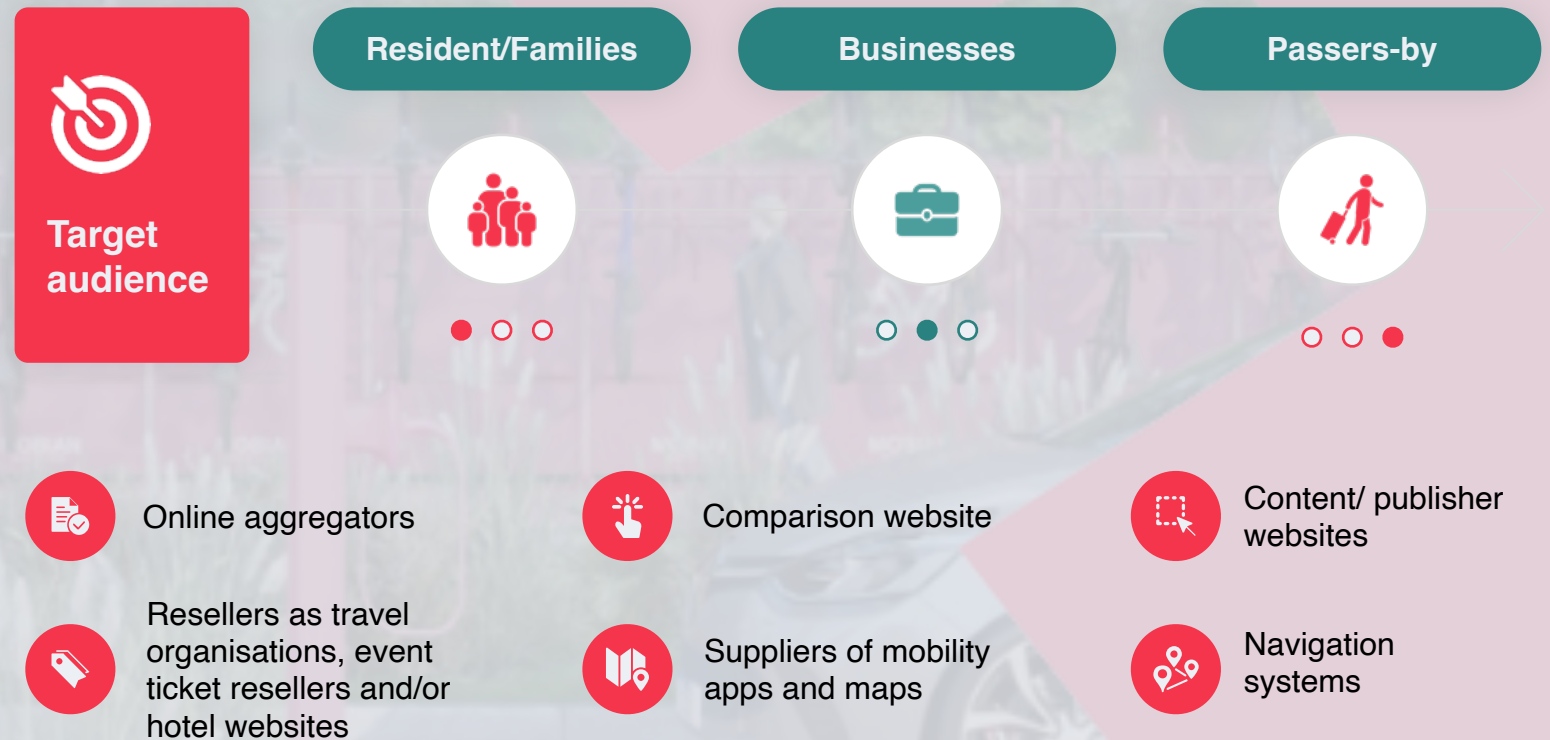 Target
audience
Resident/Families
Businesses
Passers-by
Online aggregators
Comparison website
Content/ publisher
websites
Resellers as travel
organisations, event
ticket resellers and/or
hotel websites
Suppliers of mobility
apps and maps
Navigation
systems